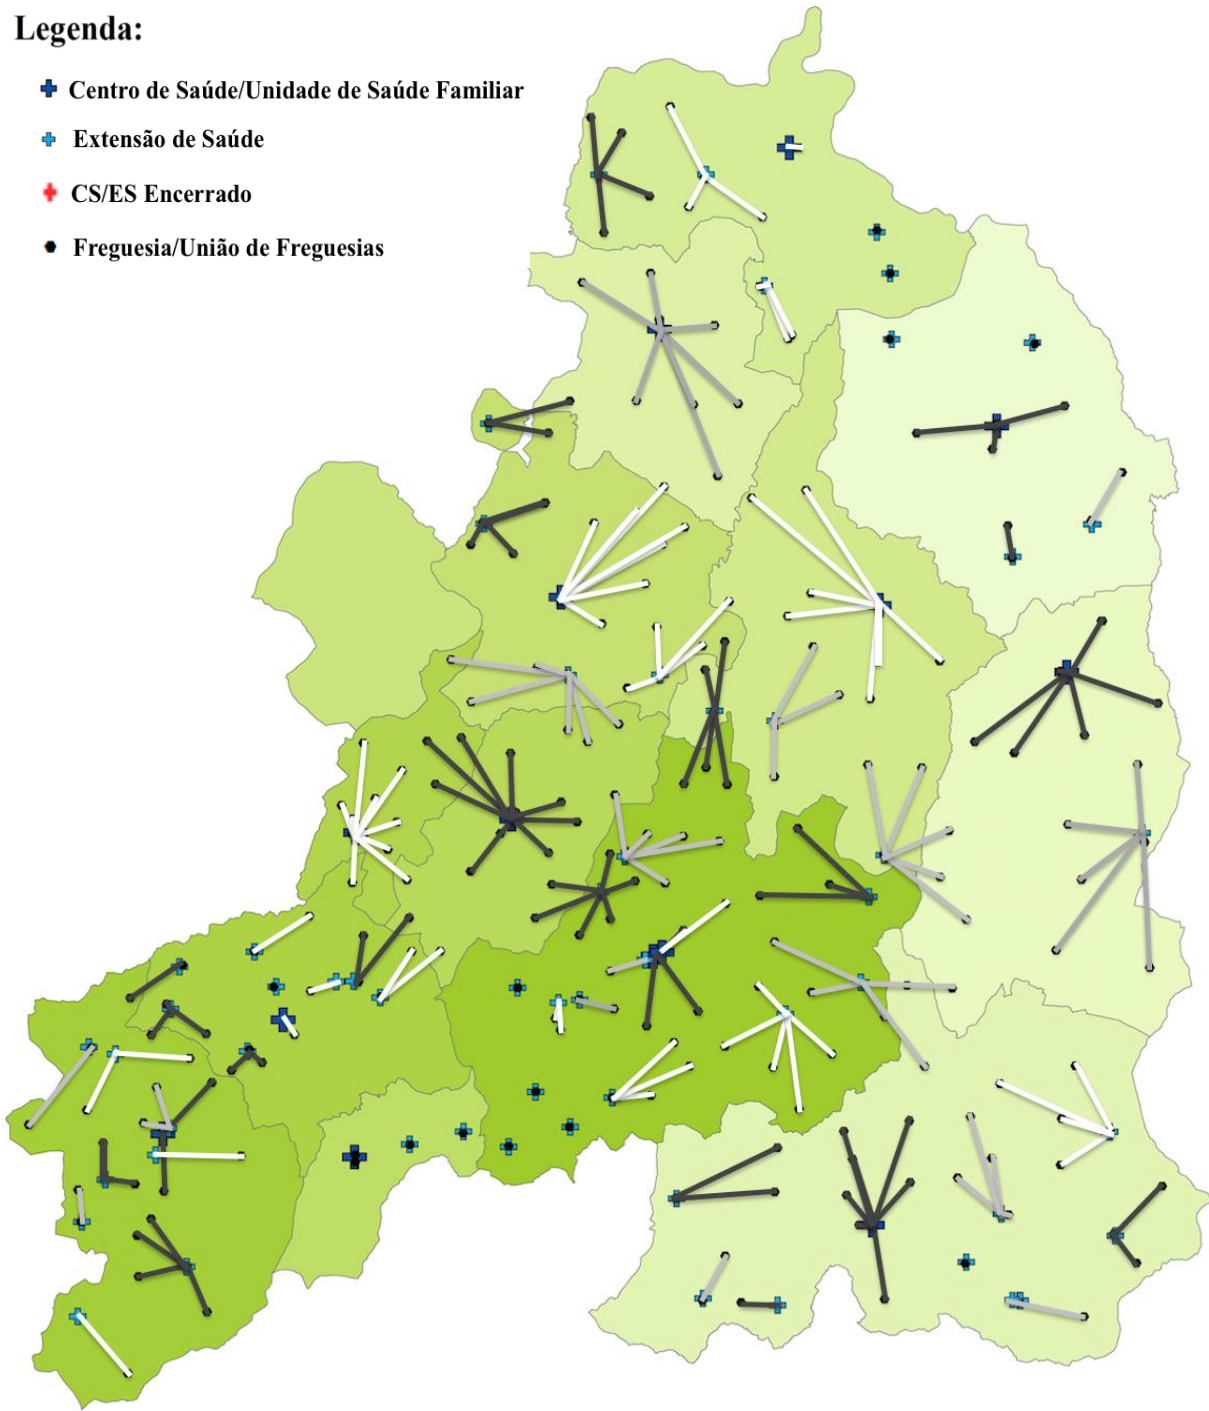 Legenda:
Centro de Saúde/Unidade de Saúde Familiar
Extensão de Saúde
CS/ES Encerrado
Freguesia/União de Freguesias